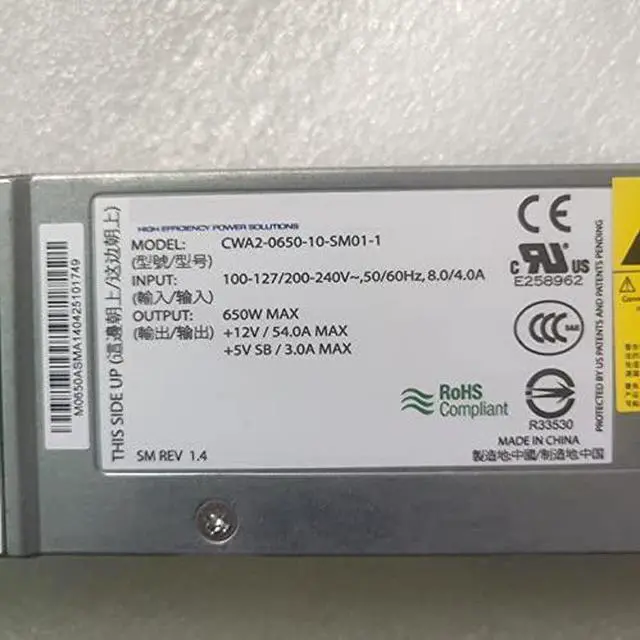 HIGH EFFICIENCY POWER SOLUTIONS
MODEL: CWA2-0650-10-SM01-1
(型號/型号)
INPUT: 100-127/200-240V~,50/60Hz, 8.0/4.0A
(輸入/输入)
OUTPUT: 650W MAX
(輸出/输出) +12V / 54.0A MAX
+5V SB / 3.0A MAX
SM REV 1.4
THIS SIDE UP (這邊朝上/这边朝上)
M0650ASMA140425101749
CE
c RU US
E258962
CCC
RoHS
Compliant
R33530
MADE IN CHINA
製造地:中國/制造地:中国
PROTECTED BY US PATENTS PENDING